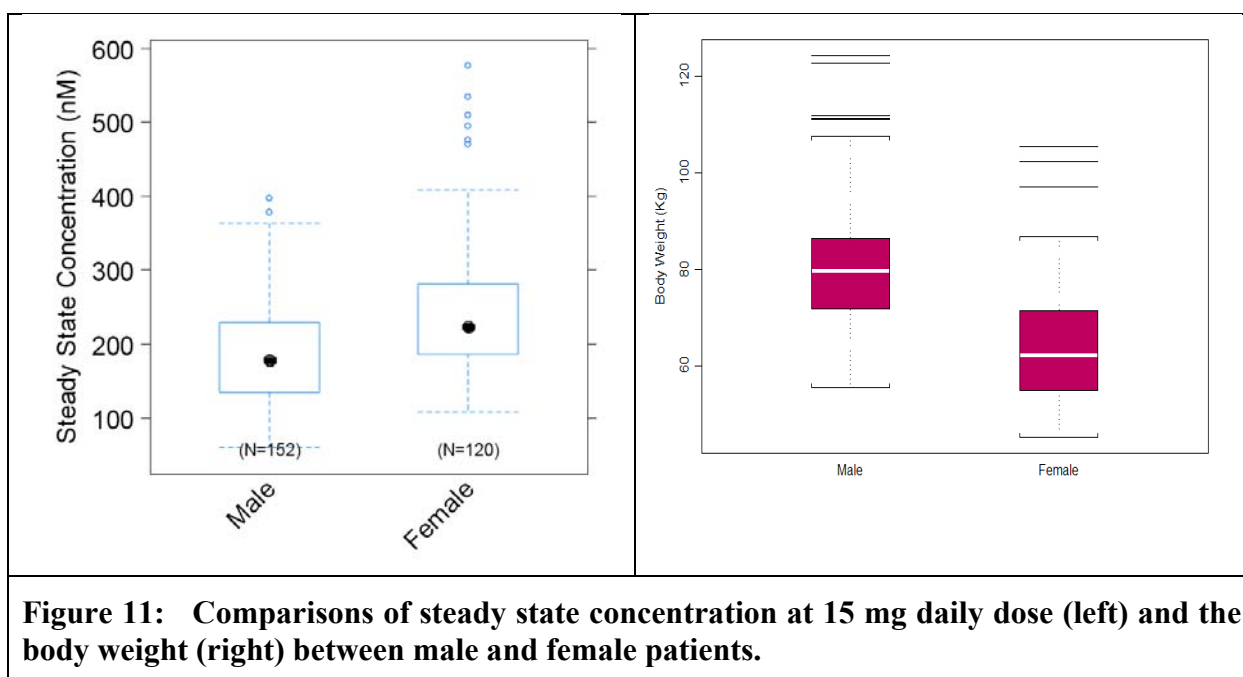 Steady State Concentration (nM)
600
500
400
300
200
100
(N=152)
(N=120)
Male
Female
Body Weight (Kg)
120
100
80
60
Male
Female
Figure 11: Comparisons of steady state concentration at 15 mg daily dose (left) and the
body weight (right) between male and female patients.